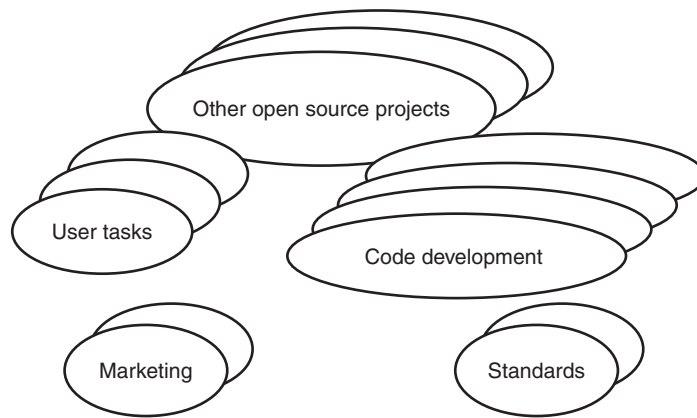 Other open source projects
User tasks
Code development
Marketing
Standards